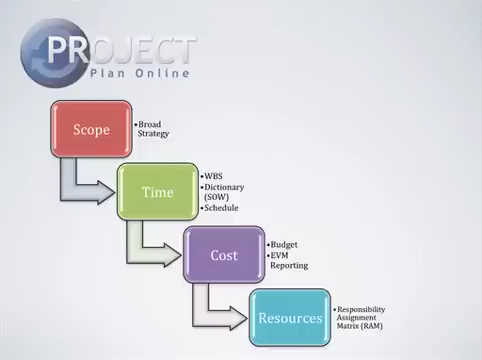 PROJECT
Plan Online
Scope
•Broad
Strategy
Time
•WBS
•Dictionary
(SOW)
•Schedule
Cost
•Budget
•EVM
Reporting
Resources
•Responsibility
Assignment
Matrix (RAM)